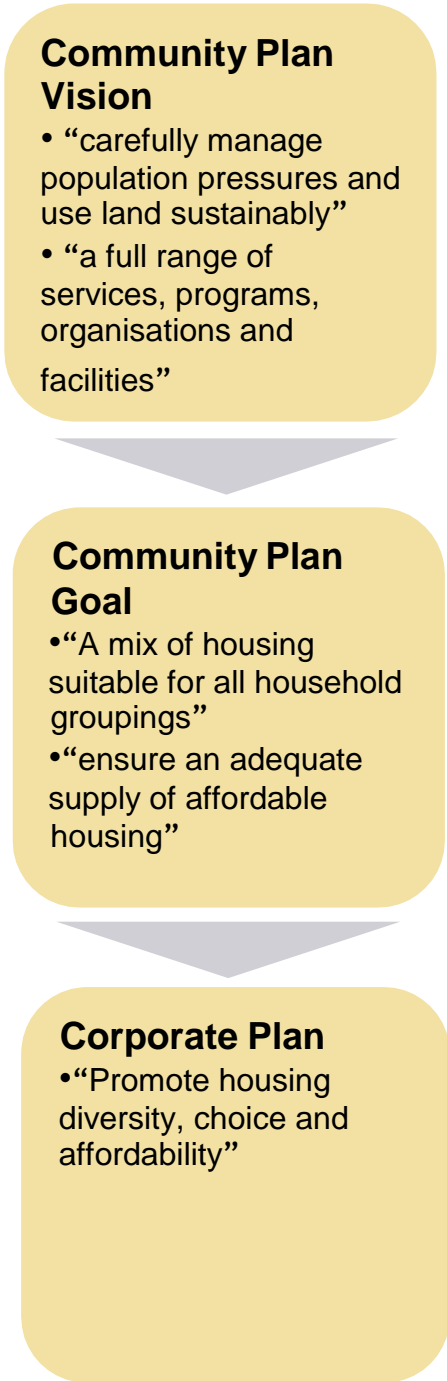 Community Plan
Vision
• “carefully manage
population pressures and
use land sustainably”
• “a full range of
services, programs,
organisations and
facilities”
Community Plan
Goal
•“A mix of housing
suitable for all household
groupings”
•“ensure an adequate
supply of affordable
housing”
Corporate Plan
•“Promote housing
diversity, choice and
affordability”